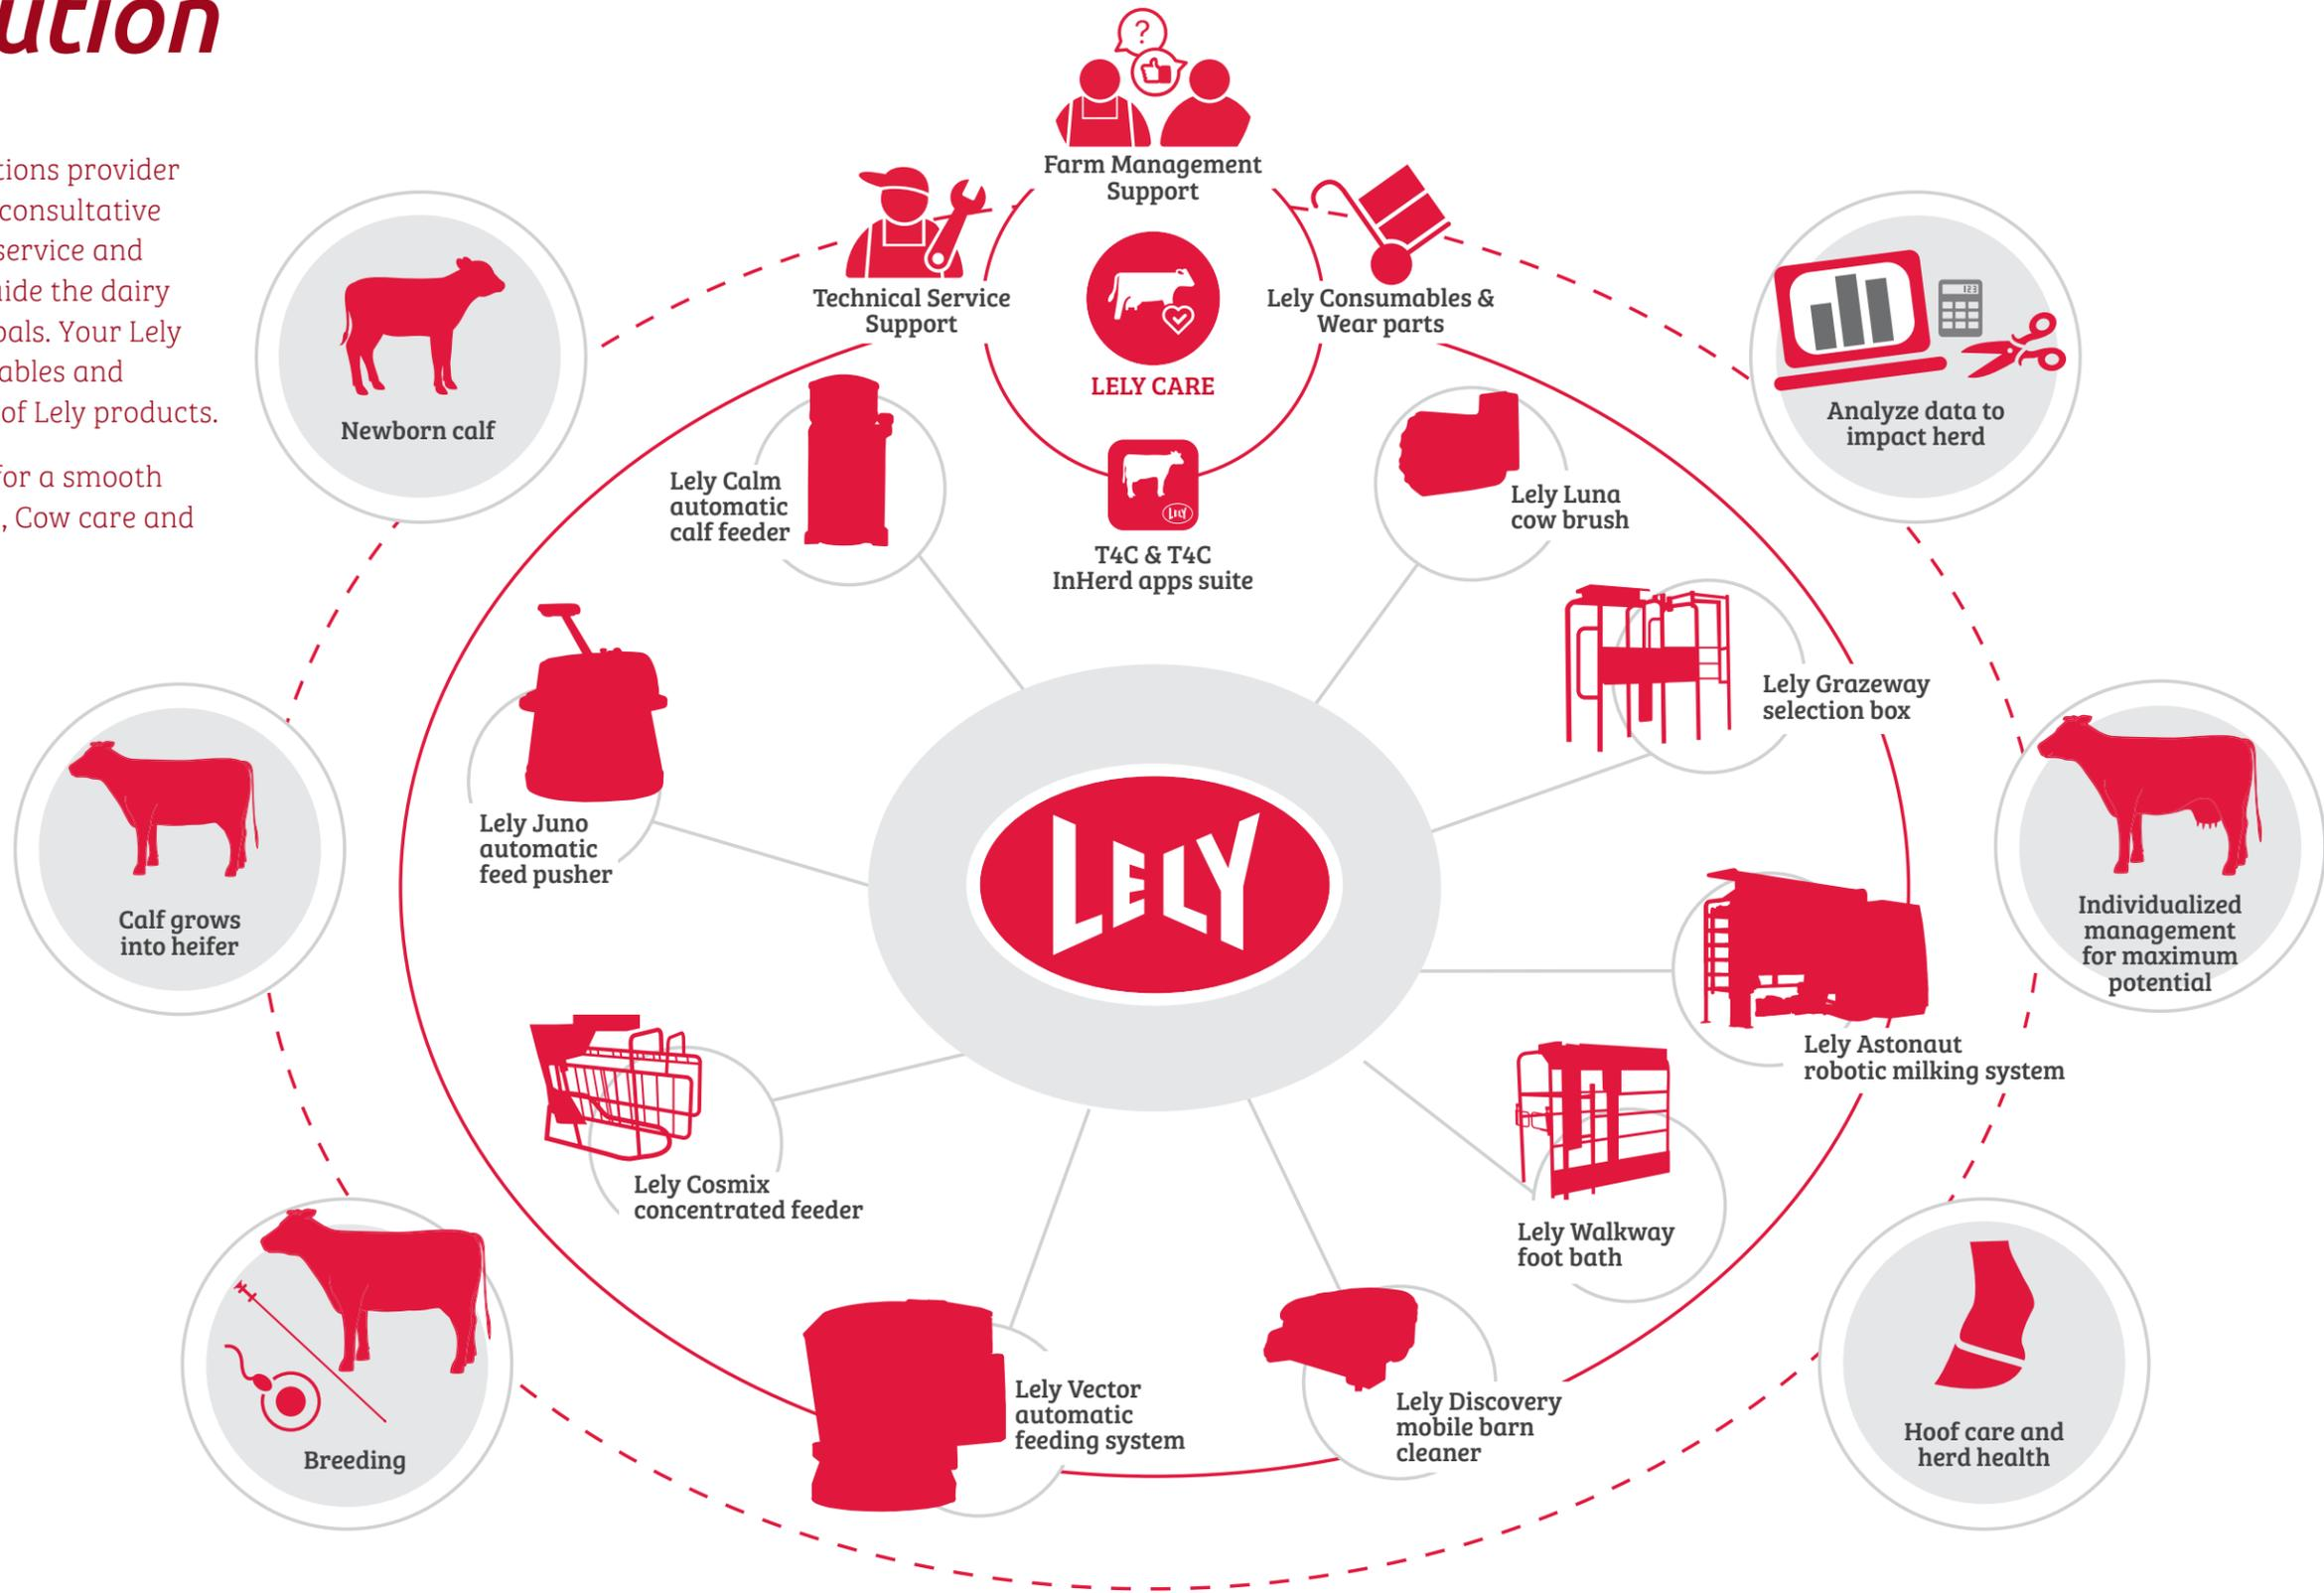 ution
tions provider
consultative
service and
uide the dairy
oals. Your Lely
ables and
of Lely products.
for a smooth
, Cow care and
?
Farm Management
Support
Technical Service
Support
Lely Consumables &
Wear parts
LELY CARE
LELY
T4C & T4C
InHerd apps suite
Newborn calf
123
Analyze data to
impact herd
Lely Calm
automatic
calf feeder
Lely Luna
cow brush
Lely Grazeway
selection box
Lely Juno
automatic
feed pusher
LELY
Calf grows
into heifer
Individualized
management
for maximum
potential
Lely Astonaut
robotic milking system
Lely Cosmix
concentrated feeder
Lely Walkway
foot bath
Lely Vector
automatic
feeding system
Lely Discovery
mobile barn
cleaner
Breeding
Hoof care and
herd health